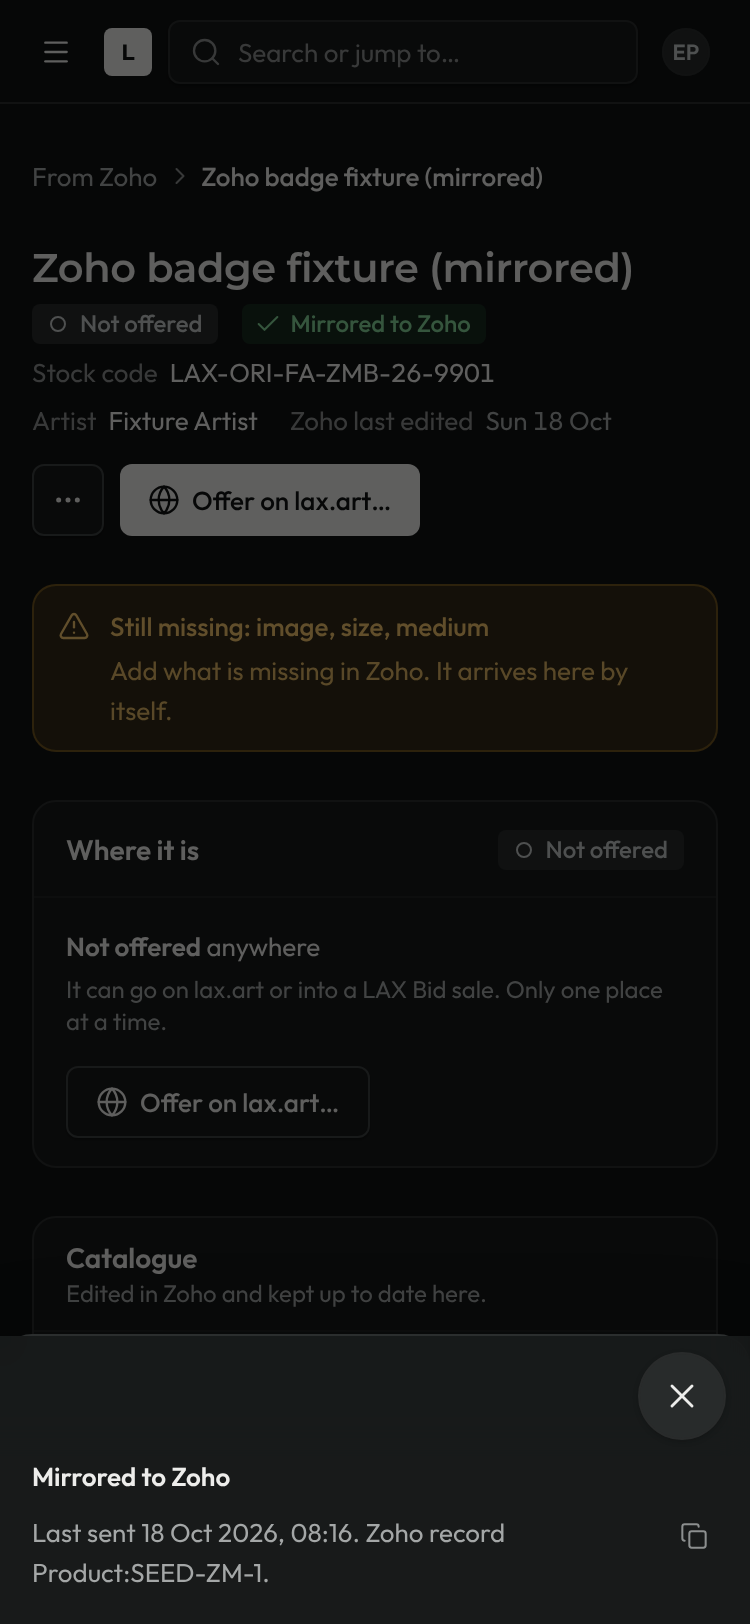 L
Search or jump to...
EP
From Zoho > Zoho badge fixture (mirrored)
Zoho badge fixture (mirrored)
Not offered
Mirrored to Zoho
Stock code LAX-ORI-FA-ZMB-26-9901
Artist Fixture Artist Zoho last edited Sun 18 Oct
Offer on lax.art...
Still missing: image, size, medium
Add what is missing in Zoho. It arrives here by
itself.
Where it is
Not offered
Not offered anywhere
It can go on lax.art or into a LAX Bid sale. Only one place
at a time.
Offer on lax.art...
Catalogue
Edited in Zoho and kept up to date here.
Mirrored to Zoho
Last sent 18 Oct 2026, 08:16. Zoho record
Product:SEED-ZM-1.